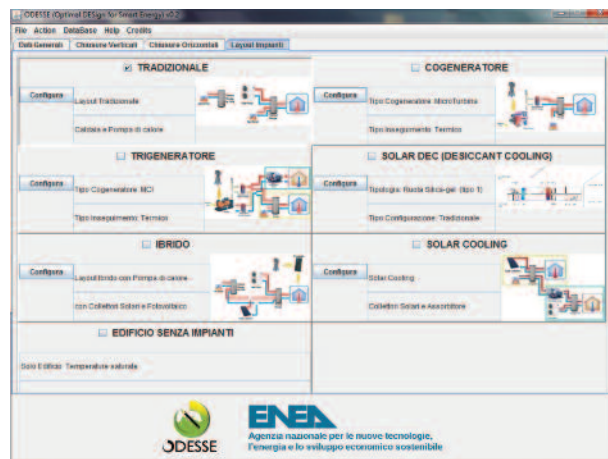 ODESSE (Optimal DESign for Smart Energy) v0.2
File Action DataBase Help Credits
Dati Generali Chiusure Verticali Chiusure Orizzontali Layout Impianti
TRADIZIONALE
Configura
Layout Tradizionale
Caldaia e Pompa di calore
COGENERATORE
Configura
Tipo Cogeneratore MicroTurbina
Tipo Inseguimento Termico
TRIGENERATORE
Configura
Tipo Cogeneratore MCI
Tipo Inseguimento Termico
SOLAR DEC (DESICCANT COOLING)
Configura
Tipologia: Ruota Silica-gel (tipo 1)
Tipo Configurazione: Tradizionale
IBRIDO
Configura
Layout Ibrido con Pompa di calore
con Collettori Solari e Fotovoltaico
SOLAR COOLING
Configura
Solar Cooling
Collettori Solari e Assorbitore
EDIFICIO SENZA IMPIANTI
Solo Edificio Temperature naturale
ODESSE
ENEA
Agenzia nazionale per le nuove tecnologie,
l'energia e lo sviluppo economico sostenibile